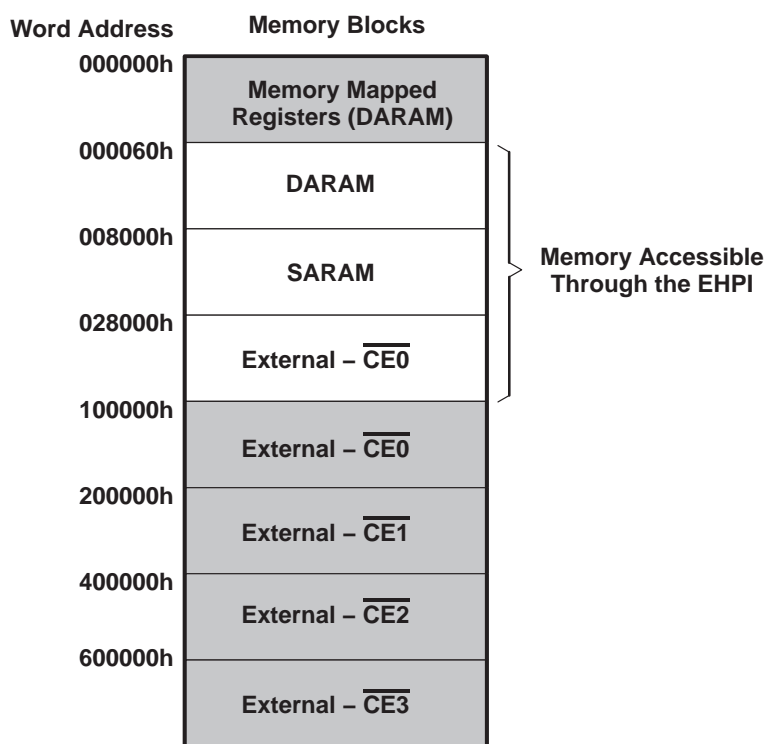 Word Address
Memory Blocks
000000h
Memory Mapped
Registers (DARAM)
000060h
DARAM
008000h
SARAM
Memory Accessible
Through the EHPI
028000h
External – CE0
100000h
External – CE0
200000h
External – CE1
400000h
External – CE2
600000h
External – CE3